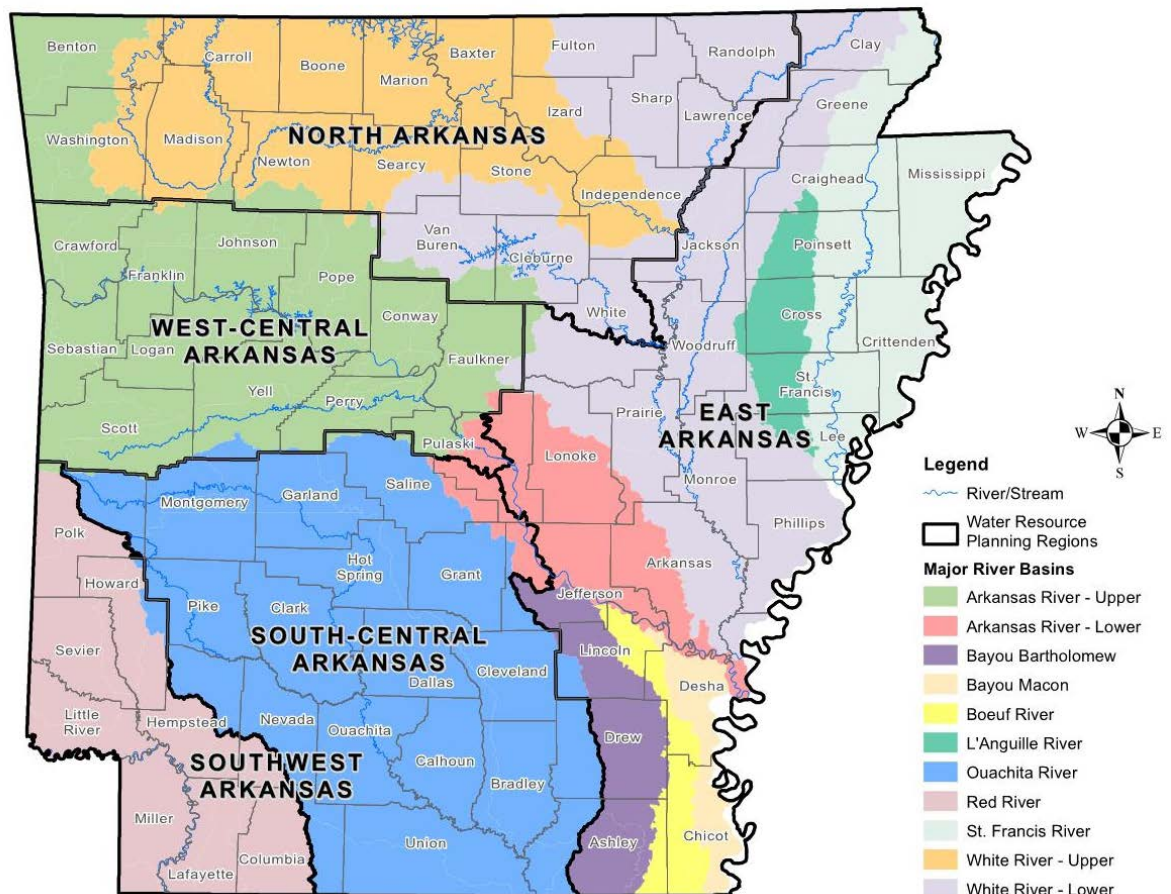 Benton
Carroll
Boone
Marion
Baxter
Fulton
Randolph
Clay
Sharp
Izard
Lawrence
Greene
Washington
Madison
NORTH ARKANSAS
Newton
Searcy
Stone
Independence
Craighead
Mississippi
Van
Buren
Cleburne
Jackson
Poinsett
Crawford
Johnson
Franklin
Pope
White
Cross
Conway
WEST-CENTRAL
ARKANSAS
Woodruff
Crittenden
Sebastian
Logan
Faulkner
St.
Francis
Yell
Perry
Prairie
EAST
ARKANSAS
Scott
Pulaski
Lonoke
Lee
Monroe
Saline
Garland
Montgomery
Phillips
Polk
Hot
Spring
Grant
Arkansas
Howard
Jefferson
Pike
Clark
SOUTH-CENTRAL
ARKANSAS
Lincoln
Sevier
Cleveland
Dallas
Desha
Little
River
Hempstead
Nevada
Ouachita
Drew
SOUTHWEST
ARKANSAS
Calhoun
Bradley
Miller
Union
Ashley
Chicot
Lafayette
Columbia
N
W
E
S
Legend
River/Stream
Water Resource
Planning Regions
Major River Basins
Arkansas River - Upper
Arkansas River - Lower
Bayou Bartholomew
Bayou Macon
Boeuf River
L'Anguille River
Ouachita River
Red River
St. Francis River
White River - Upper
White River - Lower